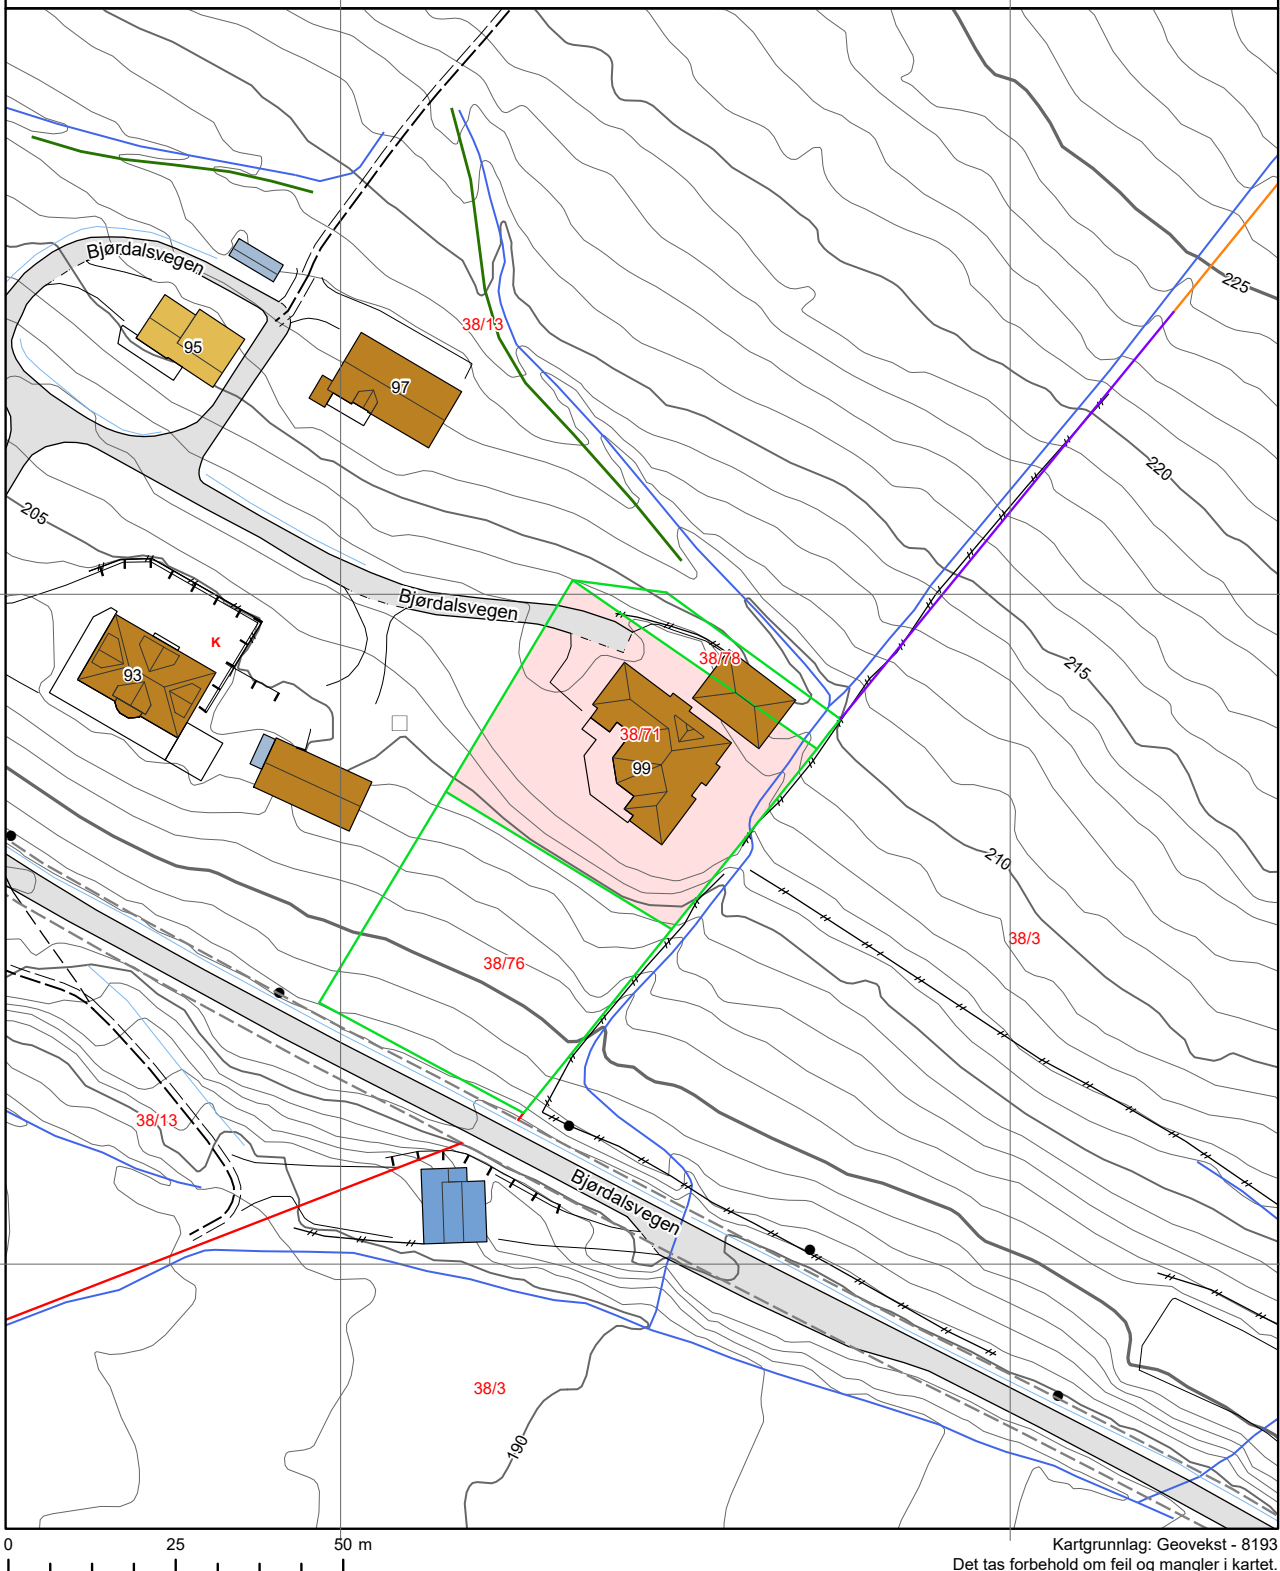 Bjørdalsvegen
225
38/13
95
97
220
205
Bjørdalsvegen
K
38/78
215
93
38/71
99
210
38/3
38/76
38/13
Bjørdalsvegen
38/3
190
0 25 50 m
Kartgrunnlag: Geovekst - 8193
Det tas forbehold om feil og mangler i kartet.